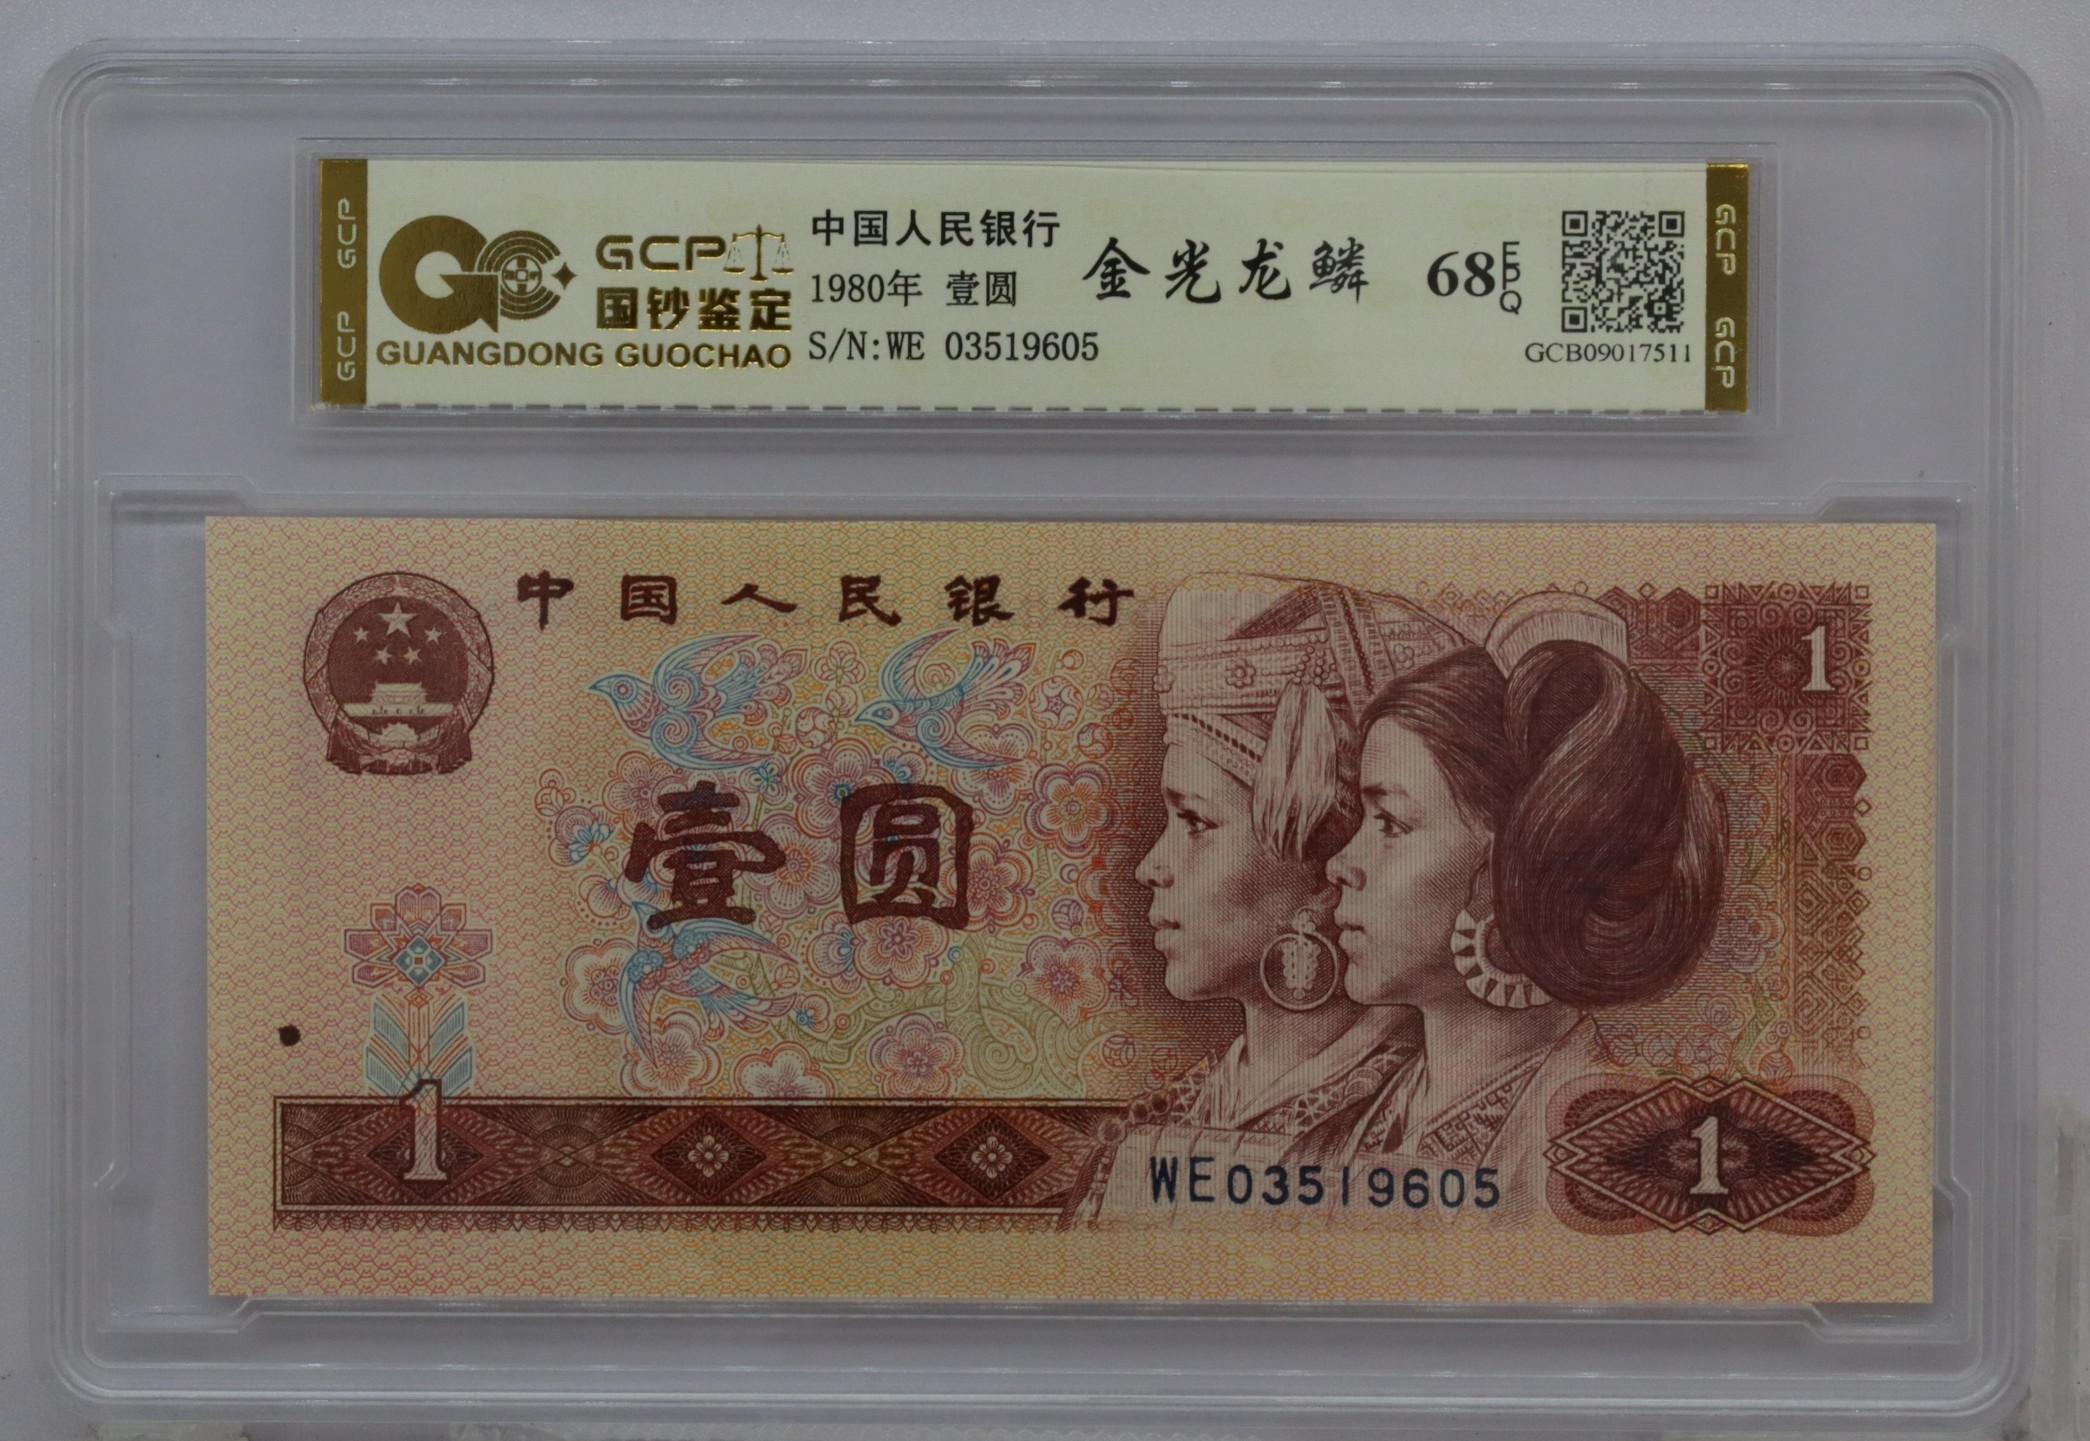 GCP GCP
GCP
国钞鉴定
GUANGDONG GUOCHAO
中国人民银行
1980年 壹圆
S/N:WE 03519605
金光龙鳞
68 EPQ
GCB09017511
GCP GCP
中国人民银行
1
壹圆
1
WE03519605
1